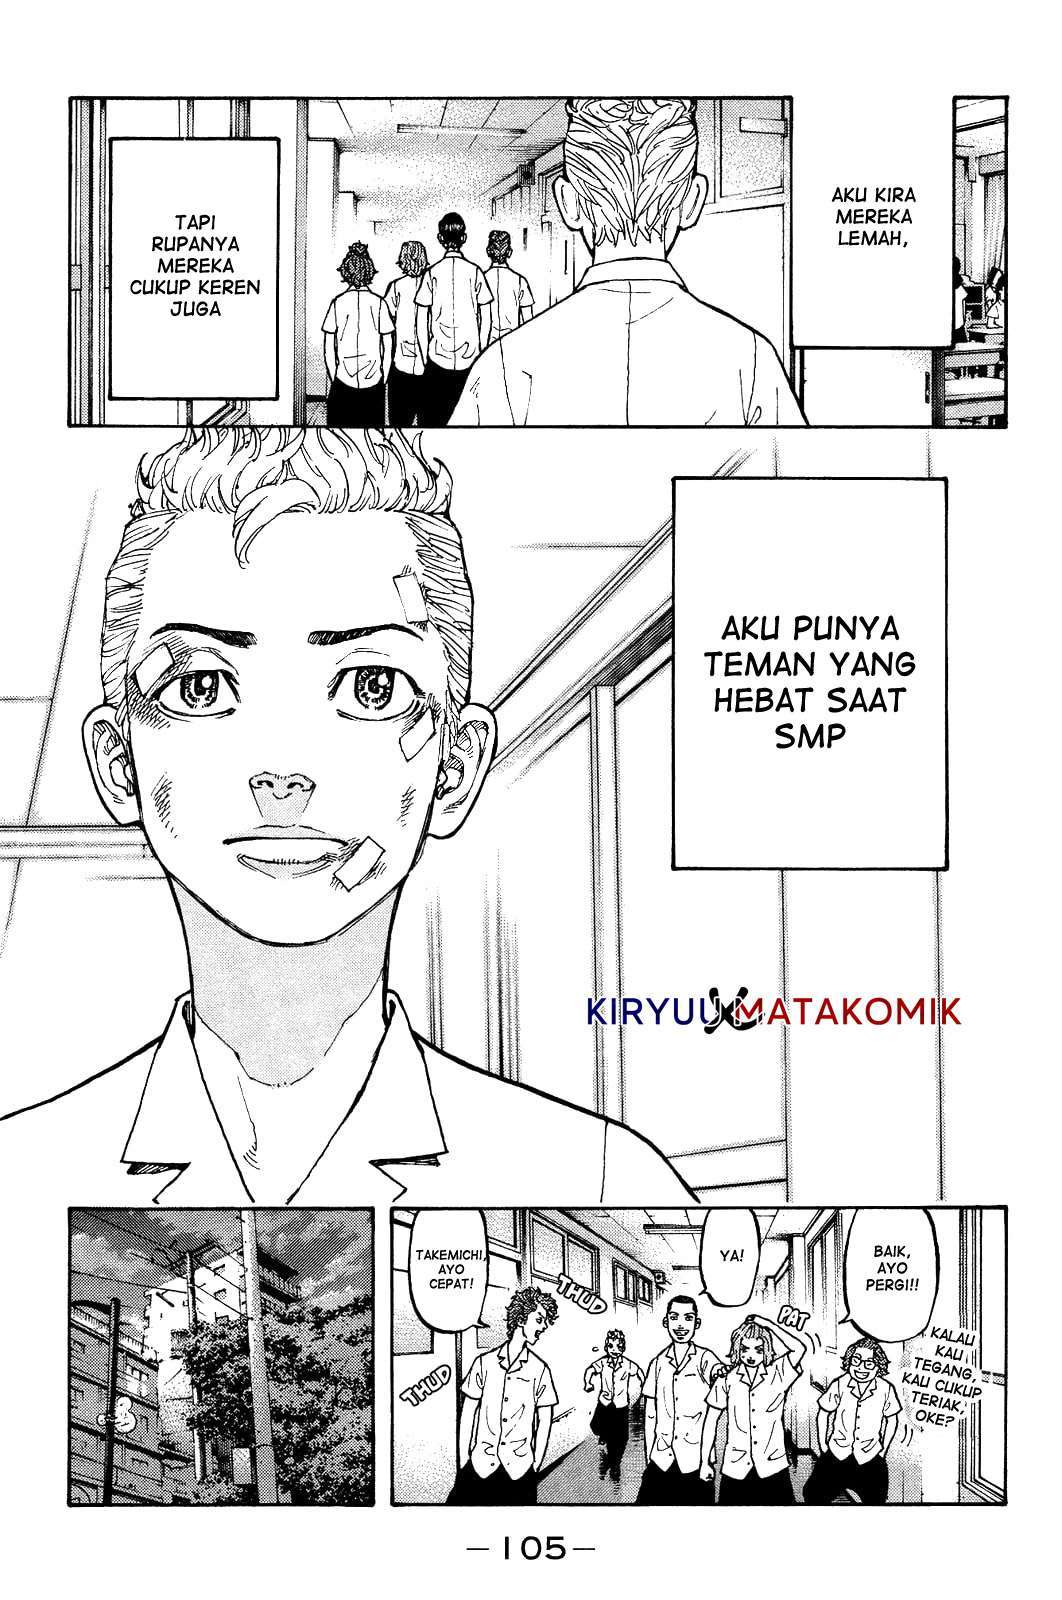 AKU KIRA
MEREKA
LEMAH,
TAPI
RUPANYA
MEREKA
CUKUP KEREN
JUGA
AKU PUNYA
TEMAN YANG
HEBAT SAAT
SMP
KIRYUU X MATAKOMIK
BAIK,
AYO
PERGI!!
KALAU
KAU
TEGANG,
KAU CUKUP
TERIAK,
OKE?
PAT
YA!
TAKEMICHI,
AYO
CEPAT!
THUD
THUD
— 105 —